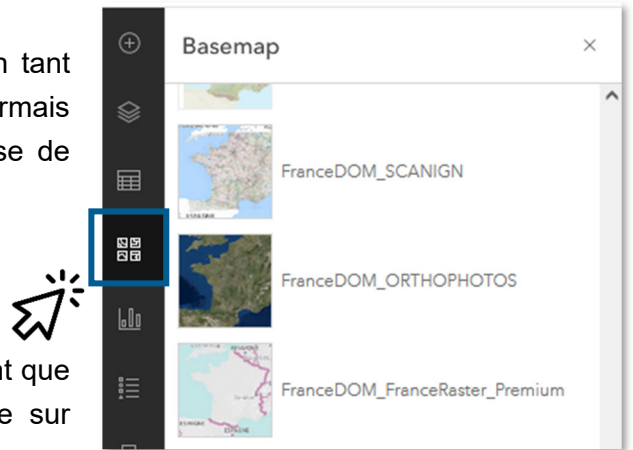 n tant
rmais
se de
nt que
e sur
Basemap
FranceDOM_SCANIGN
FranceDOM_ORTHOPHOTOS
FranceDOM_FranceRaster_Premium